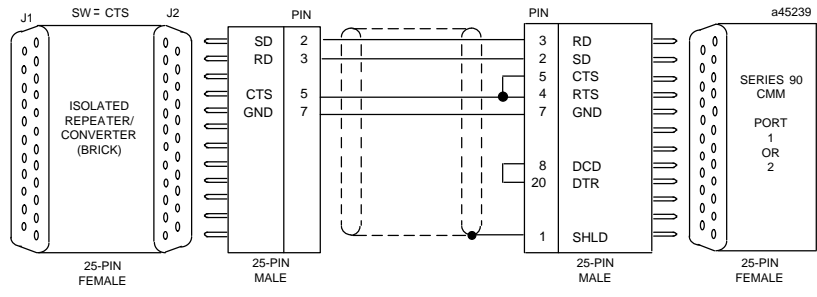 J1
SW = CTS
J2
PIN
PIN
a45239
SD 2
RD 3
CTS 5
GND 7
3 RD
2 SD
5 CTS
4 RTS
7 GND
8 DCD
20 DTR
1 SHLD
ISOLATED
REPEATER/
CONVERTER
(BRICK)
SERIES 90
CMM
PORT
1
OR
2
25-PIN
FEMALE
25-PIN
MALE
25-PIN
MALE
25-PIN
FEMALE